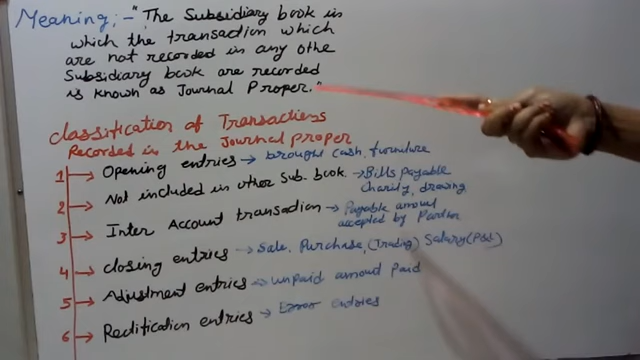 Meaning:- "The Subsidiary book in
which the transaction which
are not recorded in any othe
Subsidiary book are recorded
is known as Journal Proper."
Classification of Transactions
Recorded in the Journal proper
1 → Opening entries → brought cash, furniture
2 → Not included in other Sub. book → Bills payable
Charity, drawing
3 → Inter Account transaction → Payable amount
accepted by
4 → closing entries → Sale, Purchase, (Trading) Salary (P&L)
5 → Adjustment entries → unpaid amount paid
6 → Rectification entries → Error entries